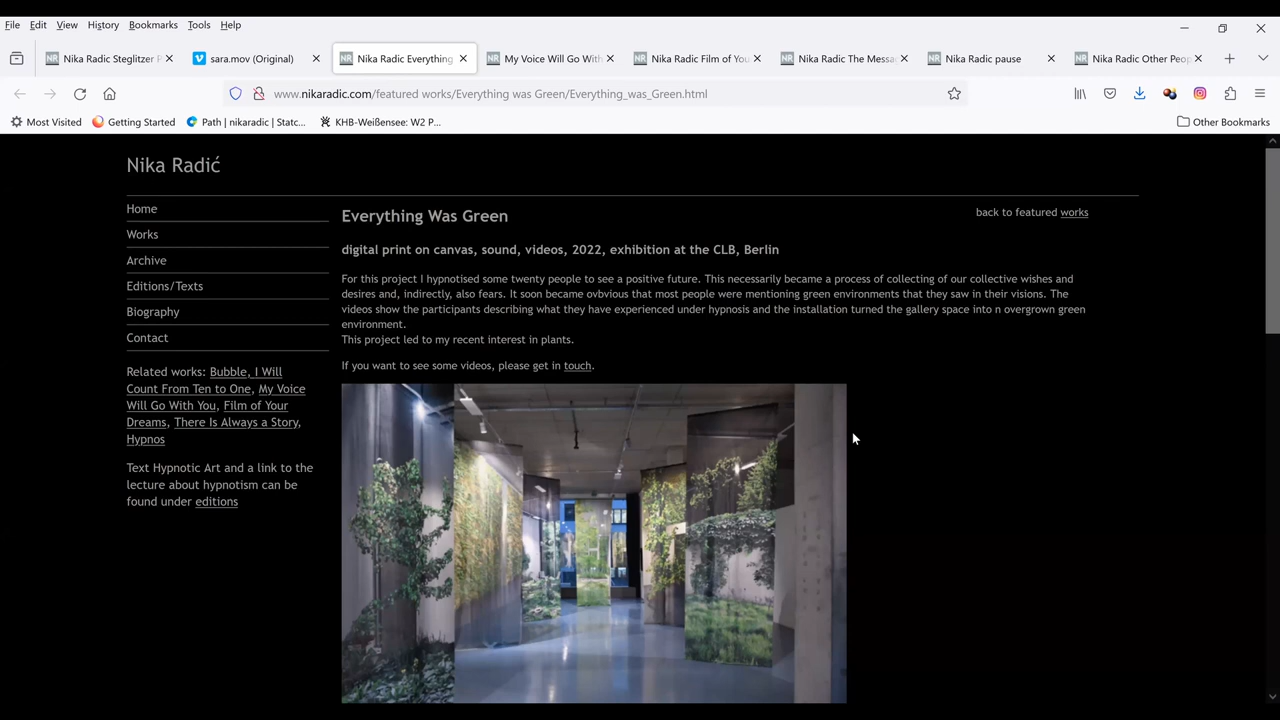 File Edit View History Bookmarks Tools Help
Nika Radic Steglitzer P
sara.mov (Original)
Nika Radic Everything
My Voice Will Go With
Nika Radic Film of You
Nika Radic The Messa
Nika Radic pause
Nika Radic Other Peop
www.nikaradic.com/featured works/Everything was Green/Everything_was_Green.html
Most Visited
Getting Started
Path | nikaradic | Statc...
KHB-Weißensee: W2 P...
Other Bookmarks
Nika Radić
Home
Works
Archive
Editions/Texts
Biography
Contact
Related works: Bubble, I Will
Count From Ten to One, My Voice
Will Go With You, Film of Your
Dreams, There Is Always a Story,
Hypnos
Text Hypnotic Art and a link to the
lecture about hypnotism can be
found under editions
Everything Was Green
back to featured works
digital print on canvas, sound, videos, 2022, exhibition at the CLB, Berlin
For this project I hypnotised some twenty people to see a positive future. This necessarily became a process of collecting of our collective wishes and
desires and, indirectly, also fears. It soon became ovbvious that most people were mentioning green environments that they saw in their visions. The
videos show the participants describing what they have experienced under hypnosis and the installation turned the gallery space into n overgrown green
environment.
This project led to my recent interest in plants.
If you want to see some videos, please get in touch.